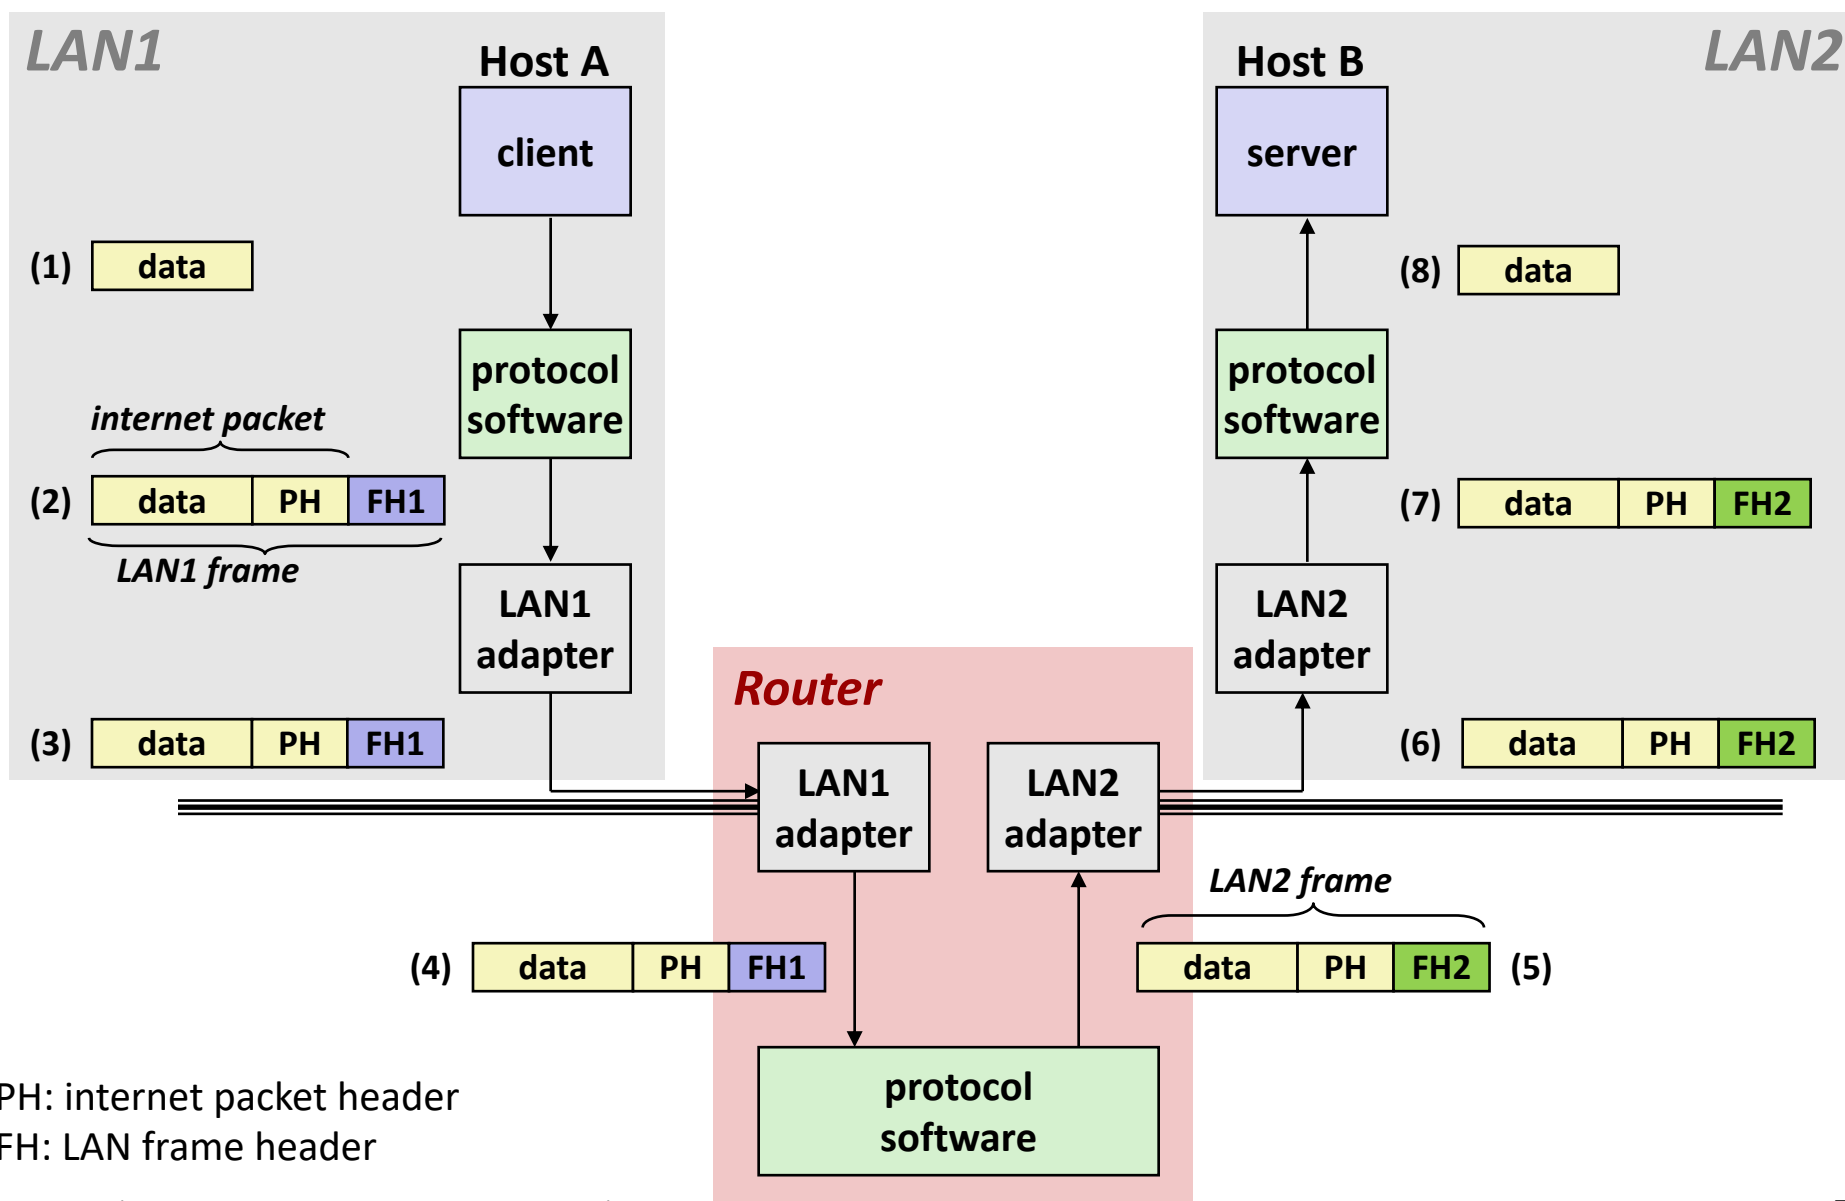 LAN1
Host A
Host B
LAN2
client
server
(1) data
(8) data
protocol
software
protocol
software
internet packet
(2) data PH FH1
LAN1 frame
(7) data PH FH2
LAN1
adapter
LAN2
adapter
Router
(3) data PH FH1
(6) data PH FH2
LAN1
adapter
LAN2
adapter
LAN2 frame
(4) data PH FH1
data PH FH2 (5)
protocol
software
PH: internet packet header
FH: LAN frame header